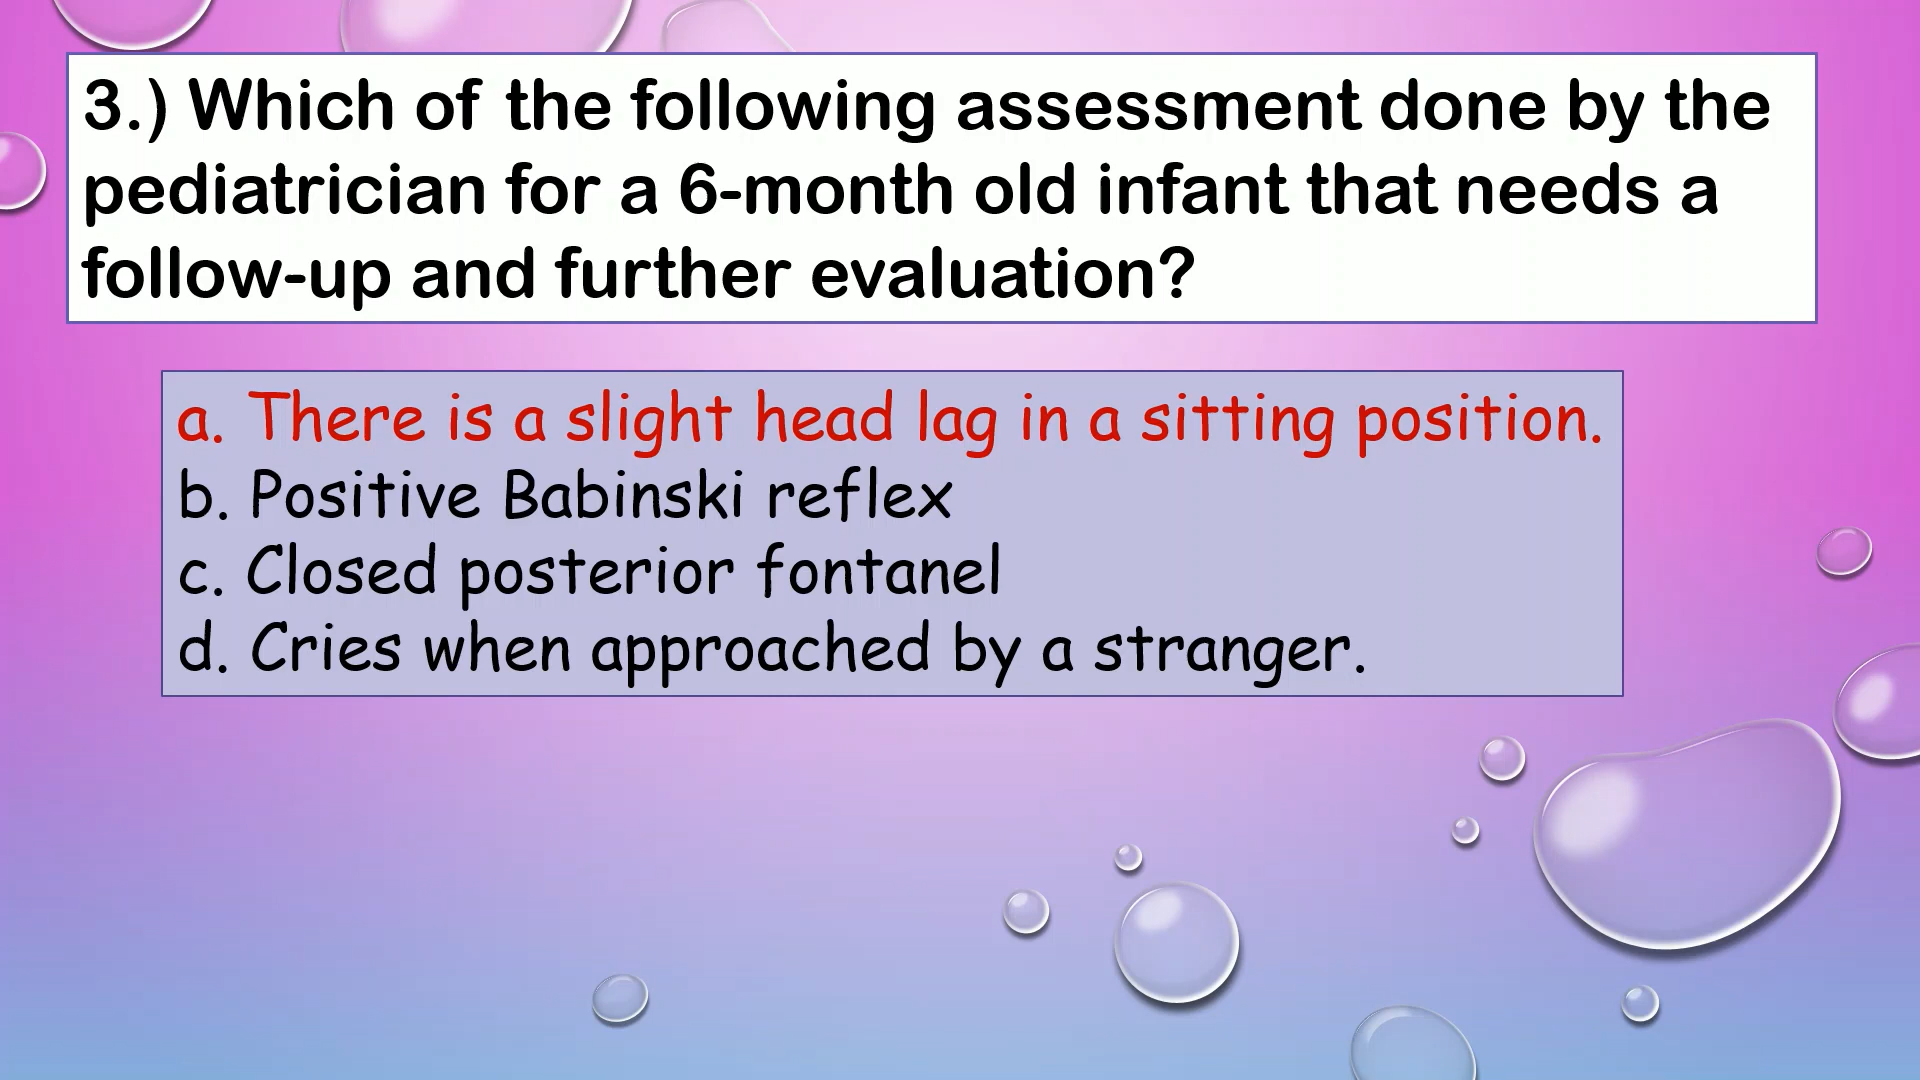 3.) Which of the following assessment done by the
pediatrician for a 6-month old infant that needs a
follow-up and further evaluation?
a. There is a slight head lag in a sitting position.
b. Positive Babinski reflex
c. Closed posterior fontanel
d. Cries when approached by a stranger.